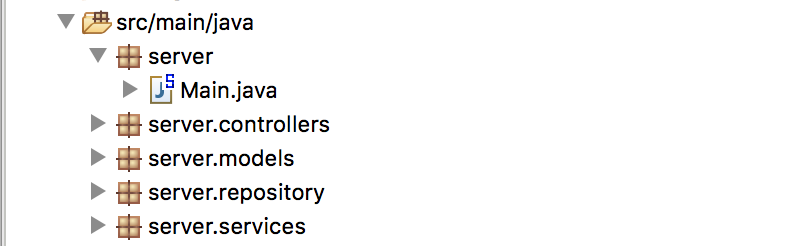 src/main/java
server
Main.java
server.controllers
server.models
server.repository
server.services